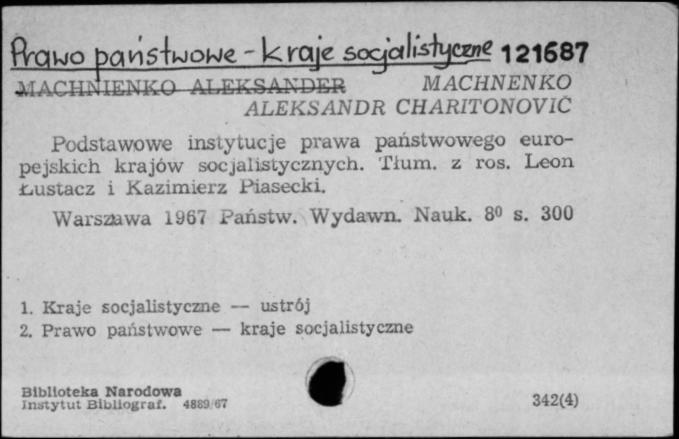 Prawo państwowe - kraje socjalistyczne 121587
MACHNIENKO ALEKSANDER MACHNENKO
ALEKSANDR CHARITONOVIČ
Podstawowe instytucje prawa państwowego euro-
pejskich krajów socjalistycznych. Tłum. z ros. Leon
Łustacz i Kazimierz Piasecki.
Warszawa 1967 Państw. Wydawn. Nauk. 8⁰ s. 300
1. Kraje socjalistyczne — ustrój
2. Prawo państwowe — kraje socjalistyczne
Biblioteka Narodowa
Instytut Bibliograf. 4889/67 342(4)